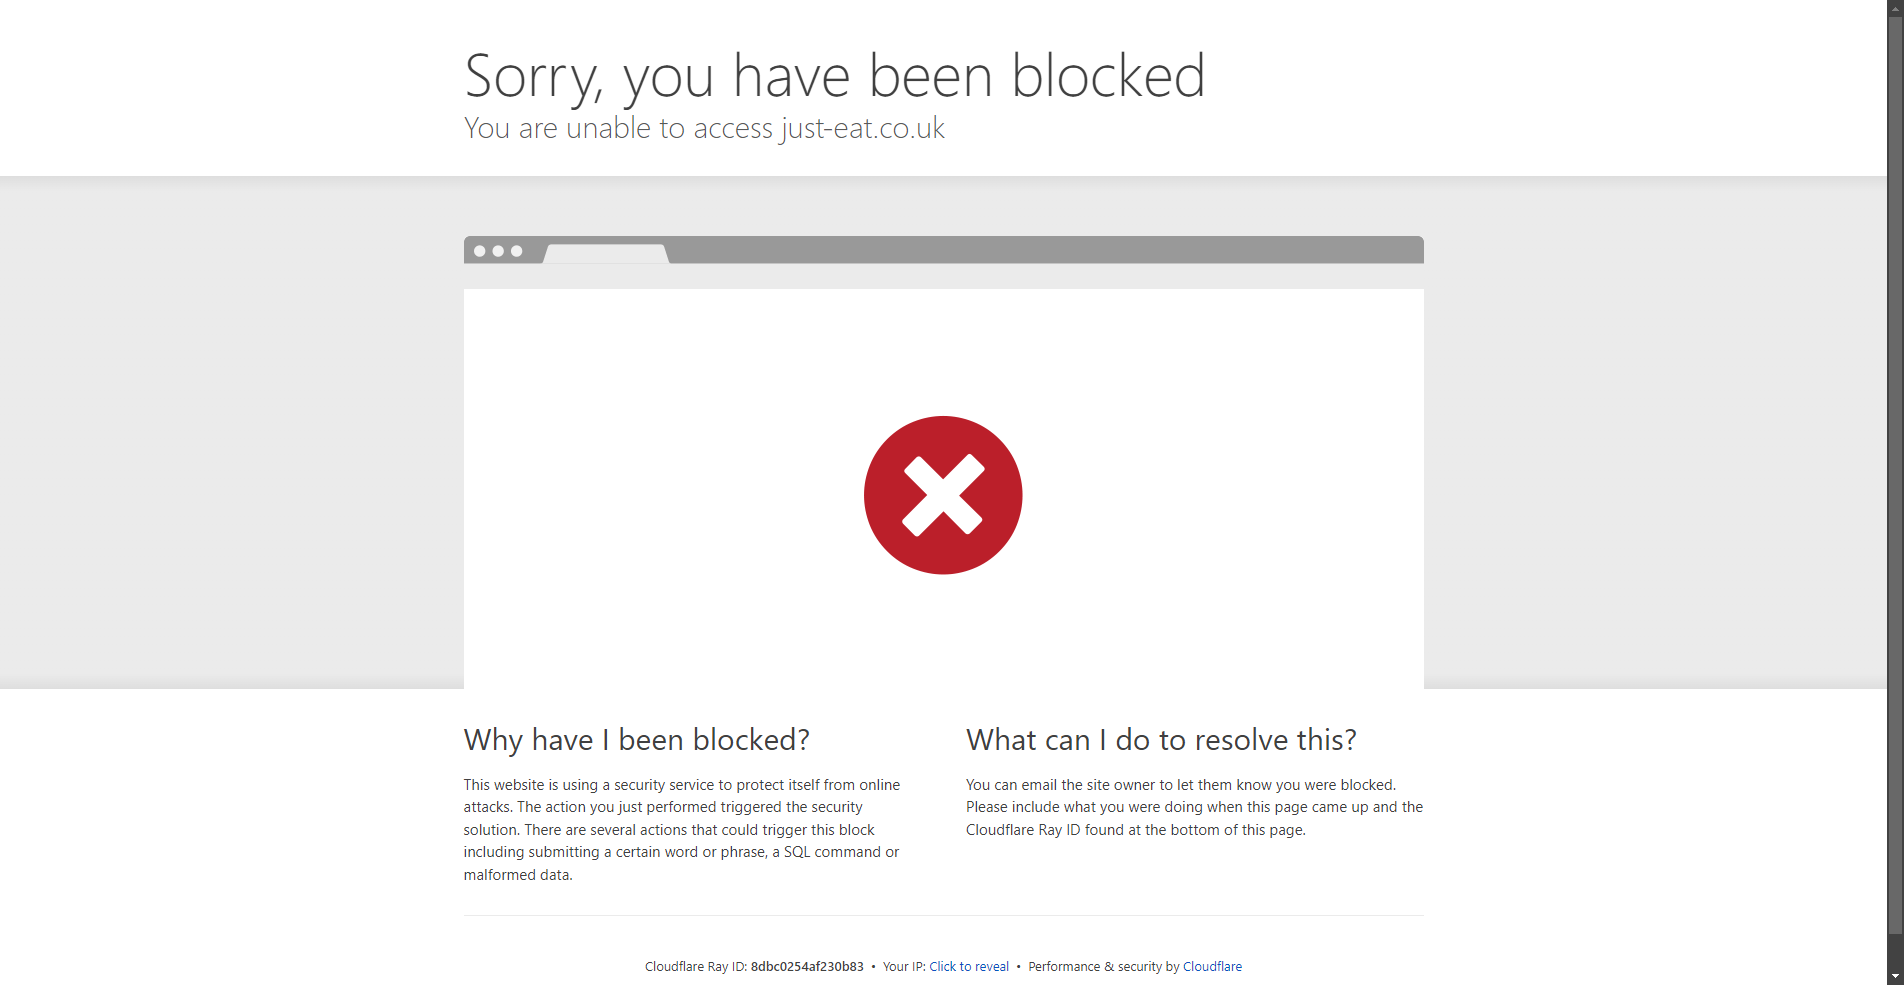 Sorry, you have been blocked
You are unable to access just-eat.co.uk
Why have I been blocked?
This website is using a security service to protect itself from online
attacks. The action you just performed triggered the security
solution. There are several actions that could trigger this block
including submitting a certain word or phrase, a SQL command or
malformed data.
What can I do to resolve this?
You can email the site owner to let them know you were blocked.
Please include what you were doing when this page came up and the
Cloudflare Ray ID found at the bottom of this page.
Cloudflare Ray ID: 8dbc0254af230b83 • Your IP: Click to reveal • Performance & security by Cloudflare